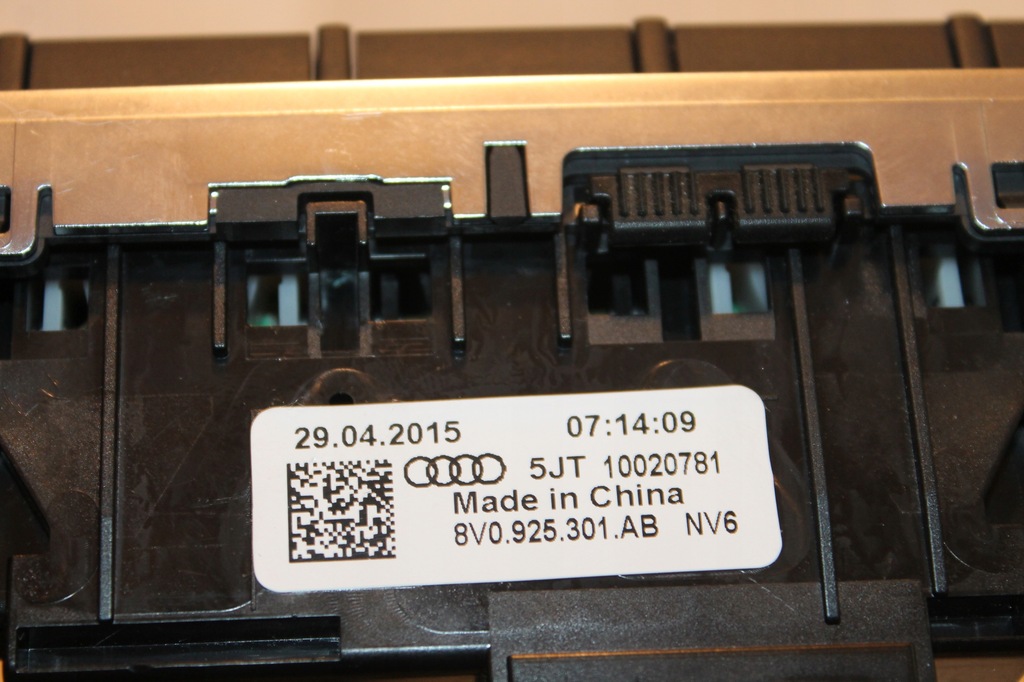 29.04.2015 07:14:09
5JT 10020781
Made in China
8V0.925.301.AB NV6